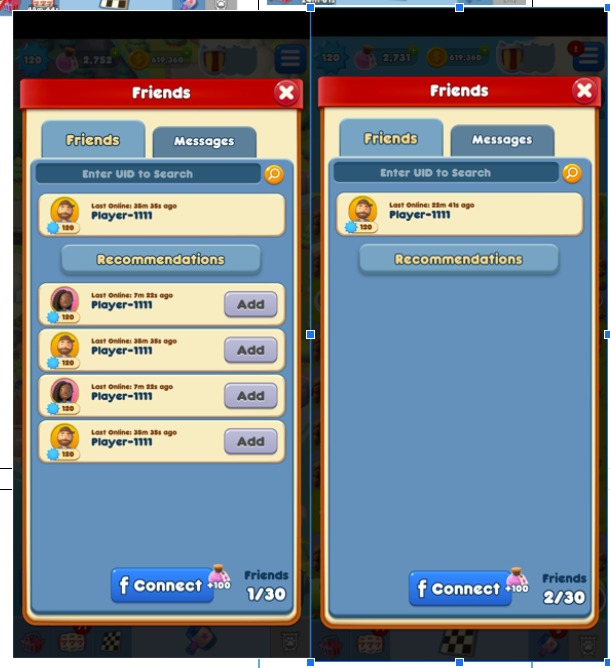 120
2,752
619,360
Friends
Friends
Messages
Enter UID to Search
Last Online: 35m 35s ago
Player-1111
120
Recommendations
Last Online: 7m 22s ago
Player-1111
120
Add
Last Online: 35m 35s ago
Player-1111
120
Add
Last Online: 7m 22s ago
Player-1111
120
Add
Last Online: 35m 35s ago
Player-1111
120
Add
f Connect
+100
Friends
1/30
120
2,731
619,360
1
Friends
Friends
Messages
Enter UID to Search
Last Online: 22m 41s ago
Player-1111
120
Recommendations
f Connect
+100
Friends
2/30